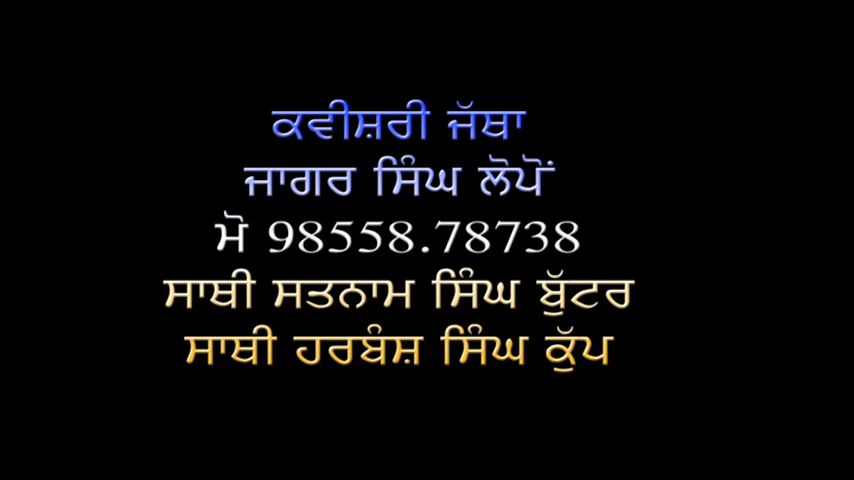 ਕਵੀਸ਼ਰੀ ਜੱਥਾ
ਜਾਗਰ ਸਿੰਘ ਲੋਪੋਂ
ਮੋ 98558.78738
ਸਾਥੀ ਸਤਨਾਮ ਸਿੰਘ ਬੁੱਟਰ
ਸਾਥੀ ਹਰਬੰਸ਼ ਸਿੰਘ ਕੁੱਪ